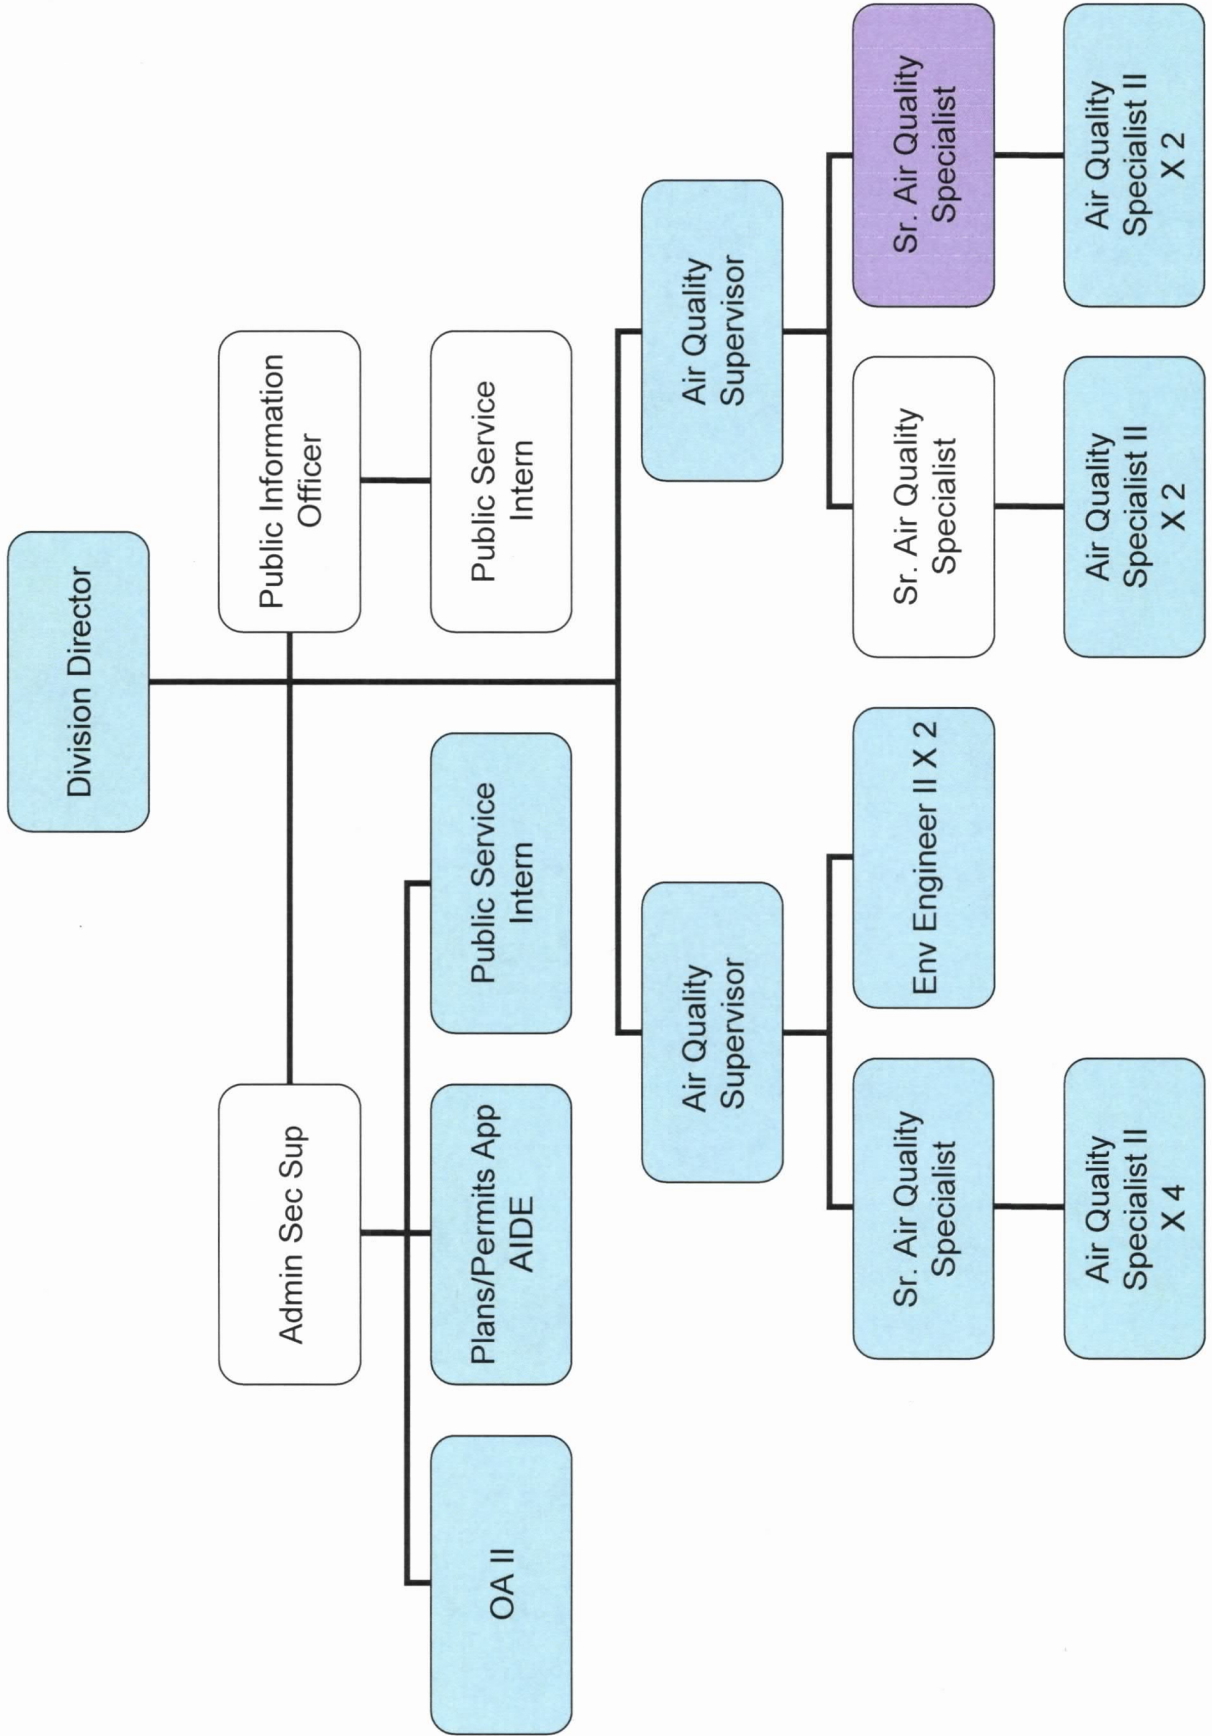 Division Director
Admin Sec Sup
Public Information
Officer
OA II
Plans/Permits App
AIDE
Public Service
Intern
Public Service
Intern
Air Quality
Supervisor
Air Quality
Supervisor
Sr. Air Quality
Specialist
Env Engineer II X 2
Sr. Air Quality
Specialist
Sr. Air Quality
Specialist
Air Quality
Specialist II
X 4
Air Quality
Specialist II
X 2
Air Quality
Specialist II
X 2